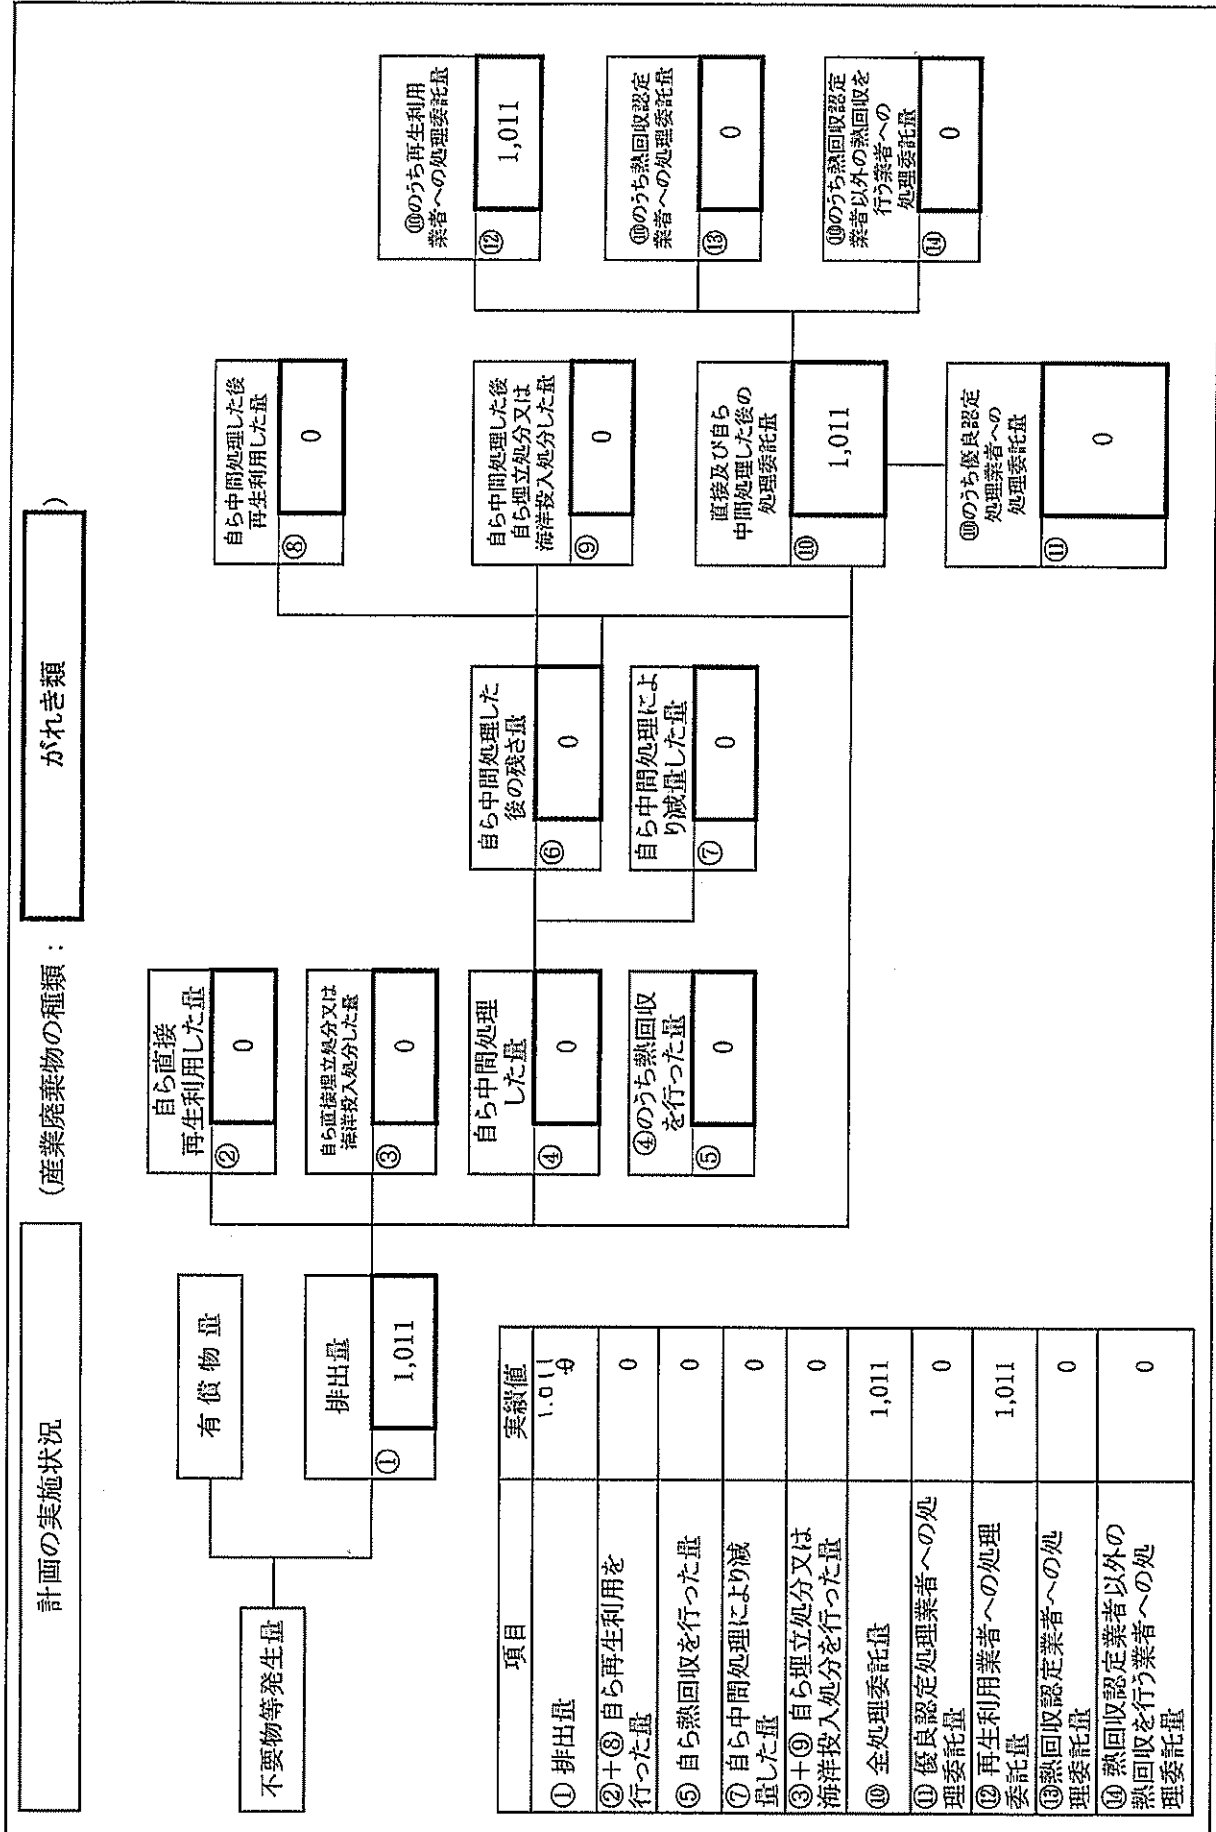 計画の実施状況
(産業廃棄物の種類：
がれき類
)
不要物等発生量
有償物量
排出量
①
1,011
自ら直接
再生利用した量
②
0
自ら直接埋立処分又は
海洋投入処分した量
③
0
自ら中間処理
した量
④
0
④のうち熱回収
を行った量
⑤
0
自ら中間処理した
後の残さ量
⑥
0
自ら中間処理によ
り減量した量
⑦
0
自ら中間処理した後
再生利用した量
⑧
0
自ら中間処理した後
自ら埋立処分又は
海洋投入処分した量
⑨
0
直接及び自ら
中間処理した後の
処理委託量
⑩
1,011
⑩のうち優良認定
処理業者への
処理委託量
⑪
0
⑩のうち再生利用
業者への処理委託量
⑫
1,011
⑩のうち熱回収認定
業者への処理委託量
⑬
0
⑩のうち熱回収認定
業者以外の熱回収を
行う業者への
処理委託量
⑭
0
項目 実績値
① 排出量 1.011 0
②+⑧ 自ら再生利用を
行った量 0
⑤ 自ら熱回収を行った量 0
⑦ 自ら中間処理により減
量した量 0
③+⑨ 自ら埋立処分又は
海洋投入処分を行った量 0
⑩ 全処理委託量 1,011
⑪ 優良認定処理業者への処
理委託量 0
⑫ 再生利用業者への処理
委託量 1,011
⑬熱回収認定業者への処
理委託量 0
⑭ 熱回収認定業者以外の
熱回収を行う業者への処
理委託量 0